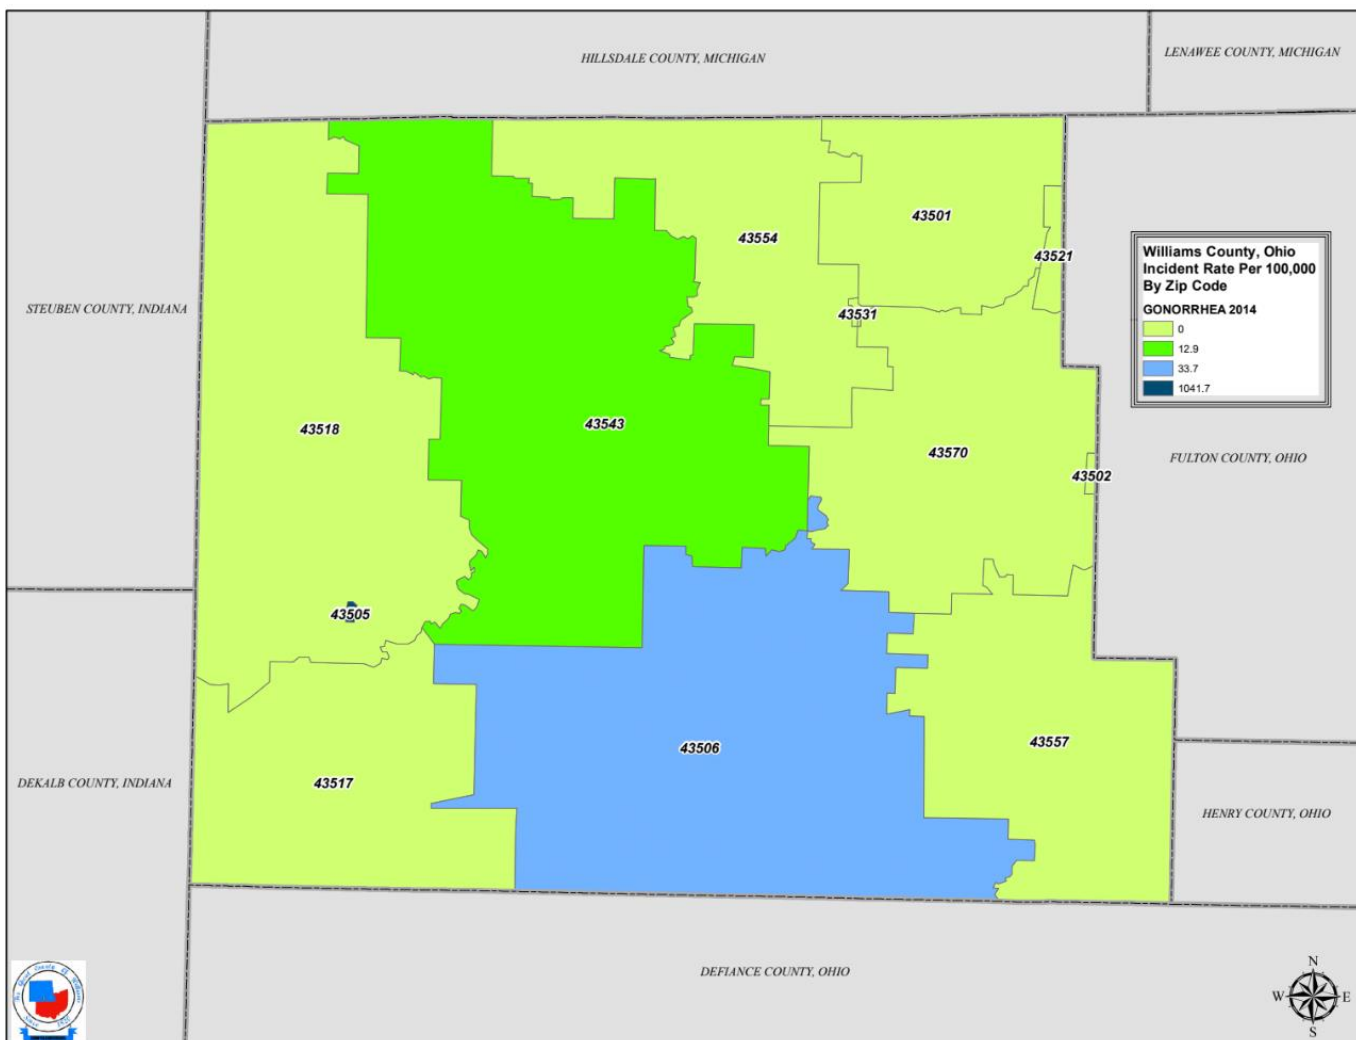 HILLSDALE COUNTY, MICHIGAN
LENAWEE COUNTY, MICHIGAN
43501
43554
43521
Williams County, Ohio
Incident Rate Per 100,000
By Zip Code
GONORRHEA 2014
0
12.9
33.7
1041.7
STEUBEN COUNTY, INDIANA
43531
43518
43543
43570
43502
FULTON COUNTY, OHIO
43505
43506
43557
43517
DEKALB COUNTY, INDIANA
HENRY COUNTY, OHIO
DEFIANCE COUNTY, OHIO
N
W
E
S